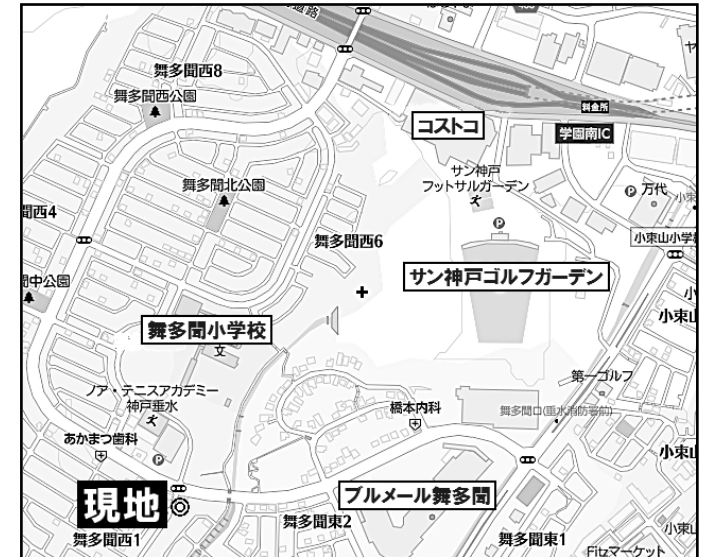 舞多聞西8
舞多聞西公園
コストコ
料金所
学園南IC
サン神戸
フットサルガーデン
P
P 万代
舞多聞北公園
聞西4
舞多聞西6
小束山小学校
サン神戸ゴルフガーデン
聞中公園
小束山
舞多聞小学校
文
ノア・テニスアカデミー
神戸垂水
第一ゴルフ
橋本内科
舞多聞口(垂水消防署前)
あかまつ歯科
P
小束山
現地
ブルメール舞多聞
舞多聞東2
舞多聞西1
舞多聞東1
小束山
Fitzマーケット